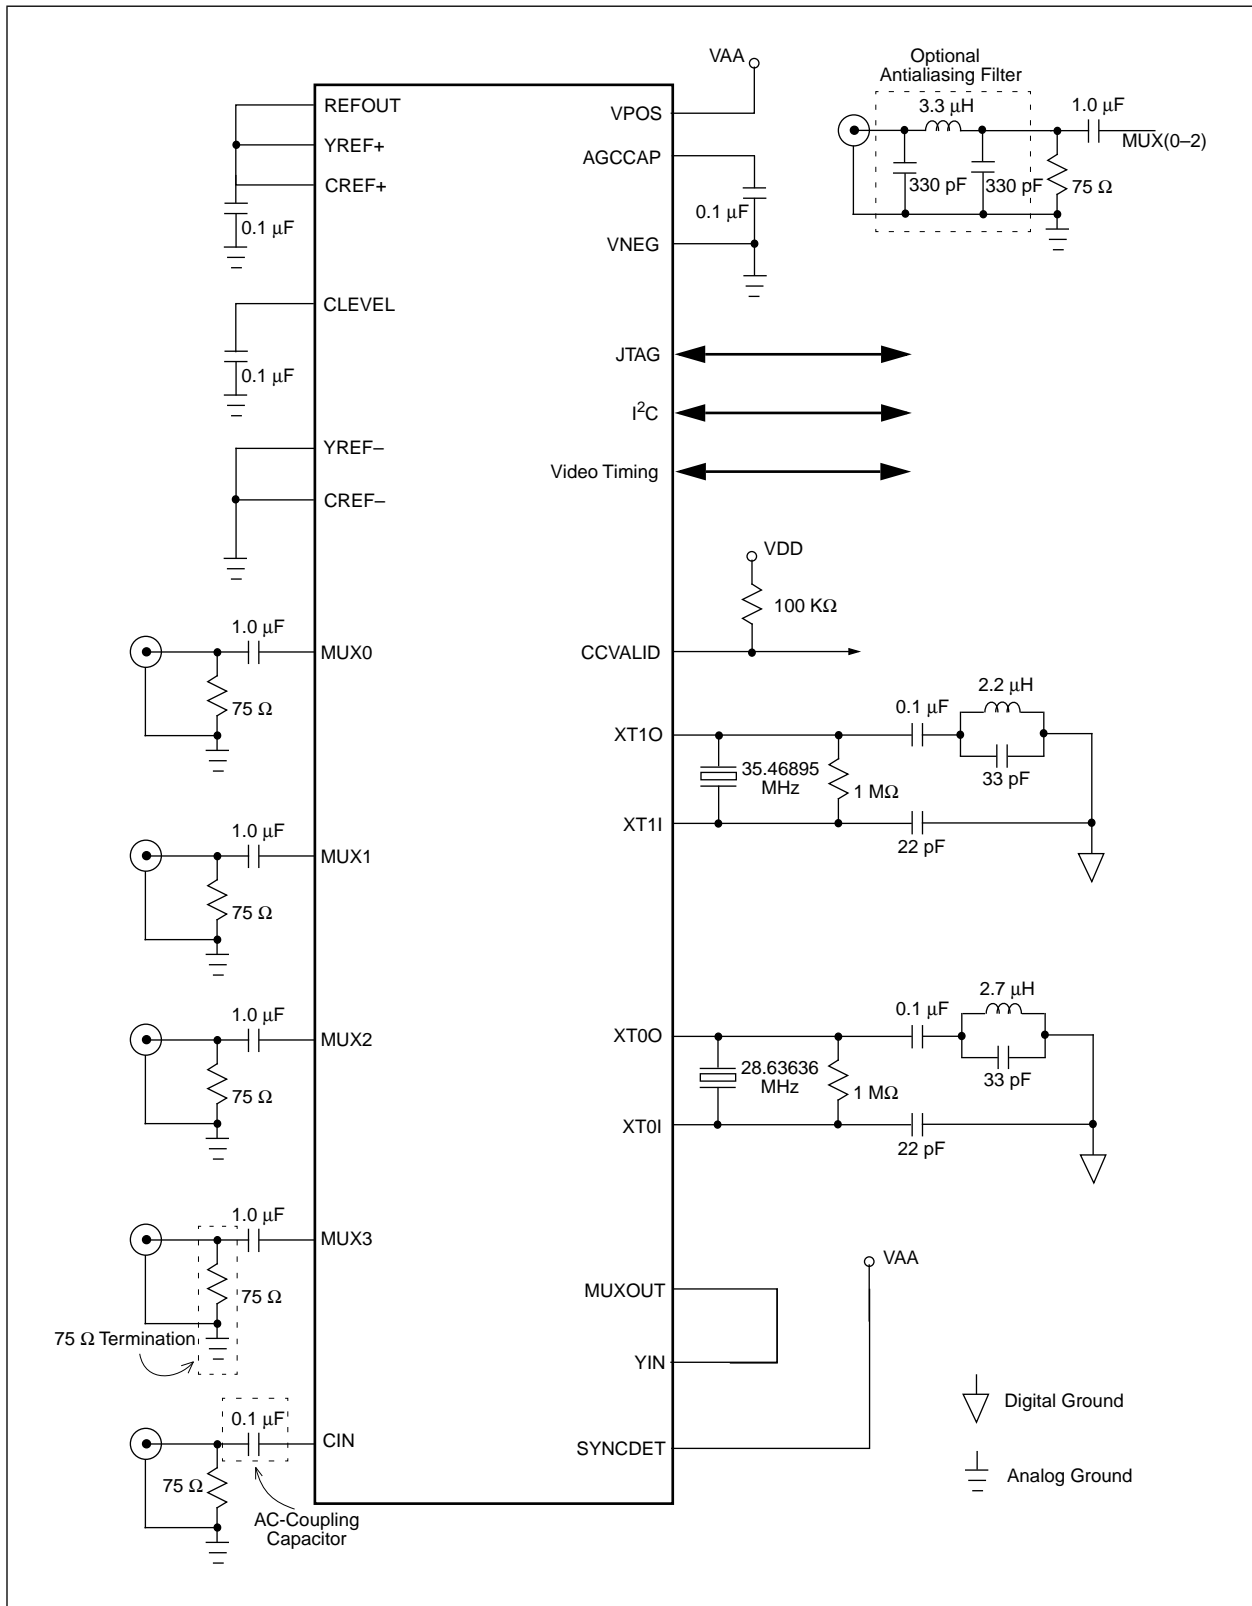 VAA
Optional
Antialiasing Filter
REFOUT
VPOS
3.3 μH
1.0 μF
MUX(0–2)
YREF+
AGCCAP
CREF+
330 pF
330 pF
75 Ω
0.1 μF
0.1 μF
VNEG
CLEVEL
JTAG
0.1 μF
I²C
YREF–
Video Timing
CREF–
VDD
100 KΩ
1.0 μF
MUX0
CCVALID
75 Ω
2.2 μH
0.1 μF
XT1O
35.46895
MHz
33 pF
1 MΩ
XT1I
22 pF
1.0 μF
MUX1
75 Ω
2.7 μH
0.1 μF
1.0 μF
MUX2
XT0O
28.63636
MHz
33 pF
75 Ω
1 MΩ
XT0I
22 pF
1.0 μF
MUX3
VAA
75 Ω
MUXOUT
75 Ω Termination
YIN
Digital Ground
0.1 μF
CIN
SYNCDET
75 Ω
Analog Ground
AC-Coupling
Capacitor